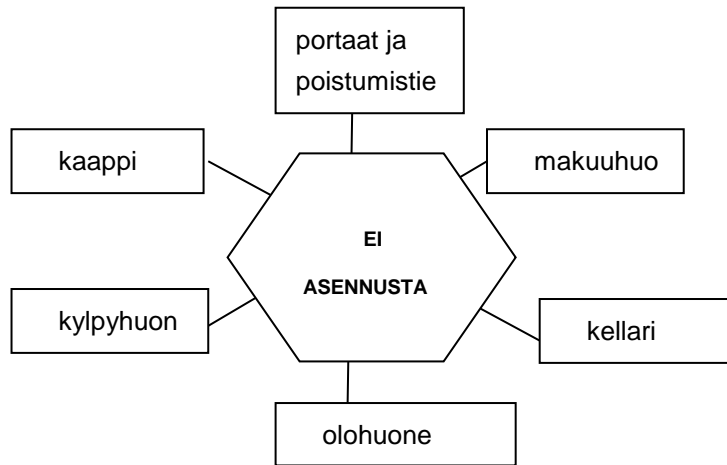 portaat ja
poistumistie
kaappi
makuuhuo
EI
ASENNUSTA
kylpyhuon
kellari
olohuone